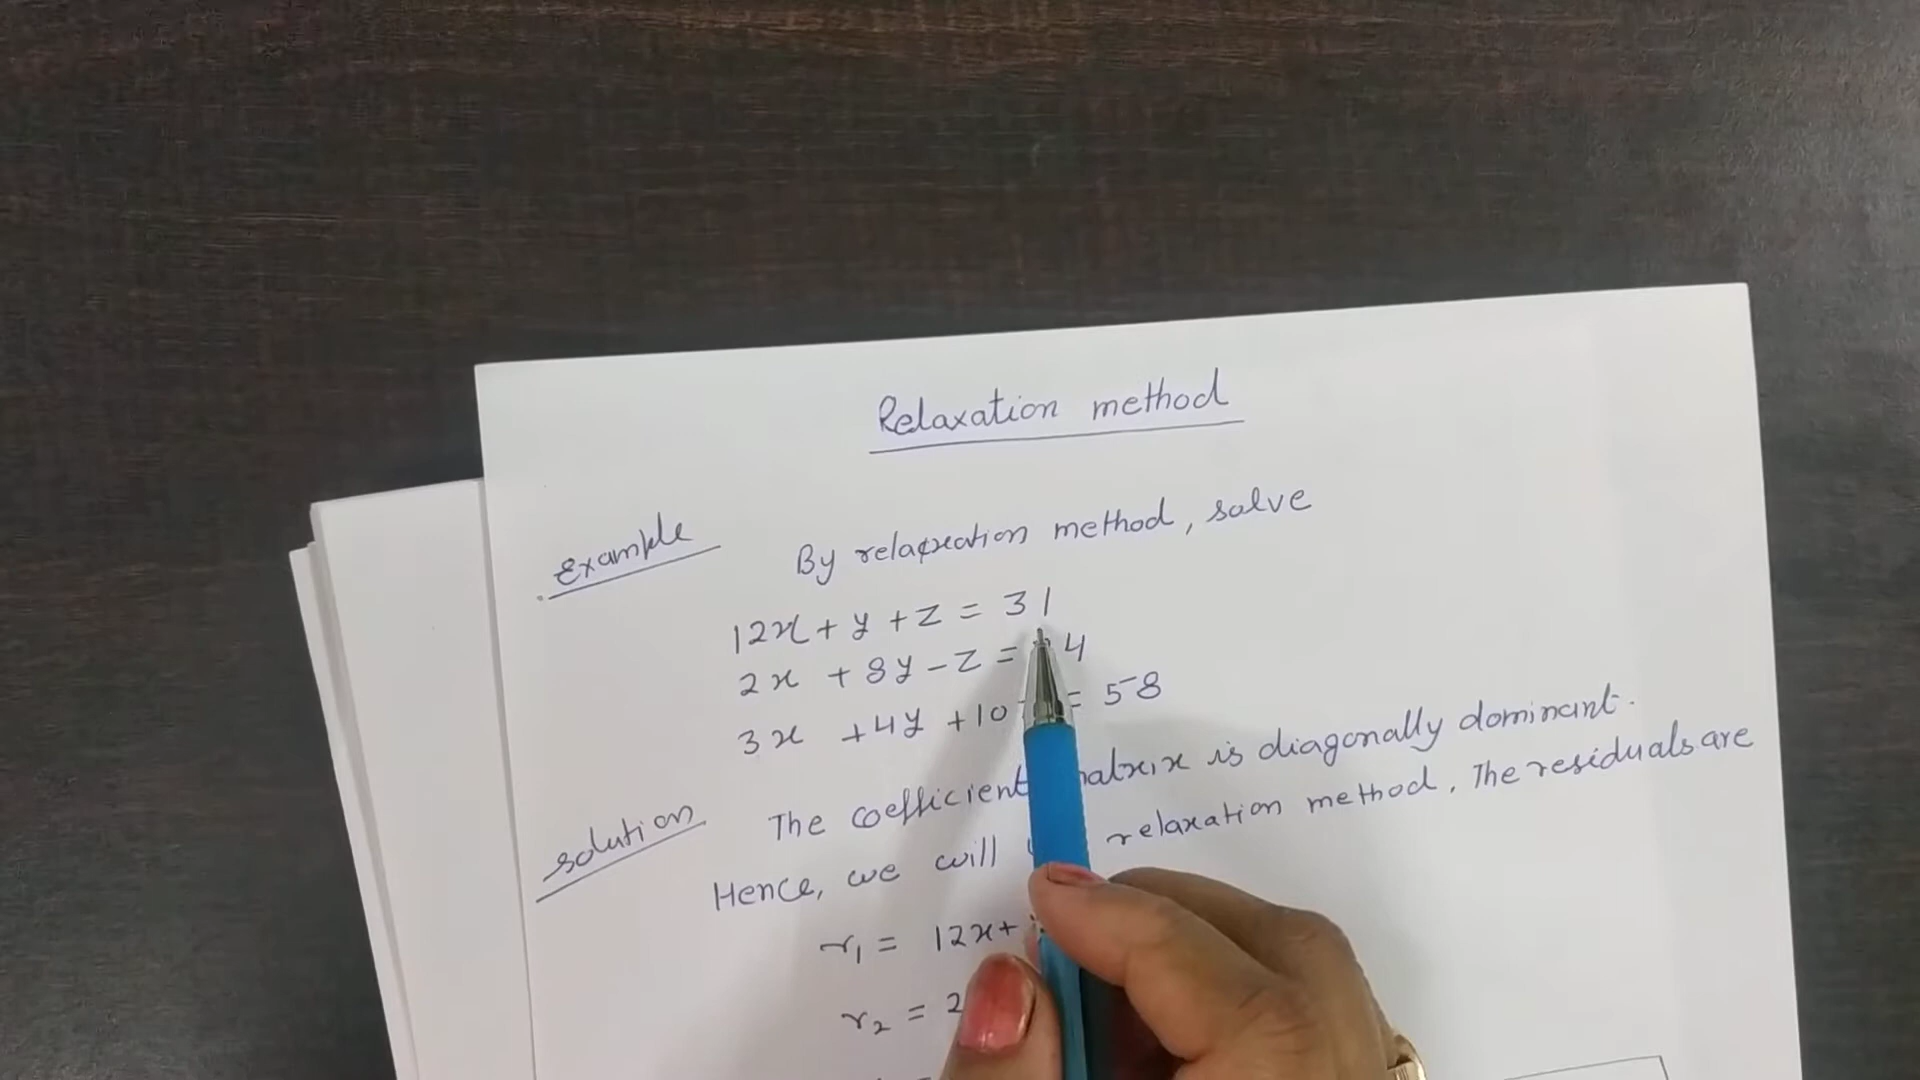 Relaxation method
Example
By relaxation method, solve
12x + y + z = 31
2x + 8y - z = 4
3x + 4y + 10 = 58
solution
The coefficient matrix is diagonally dominant.
Hence, we will relaxation method. The residuals are
r₁ = 12x +
r₂ = 2